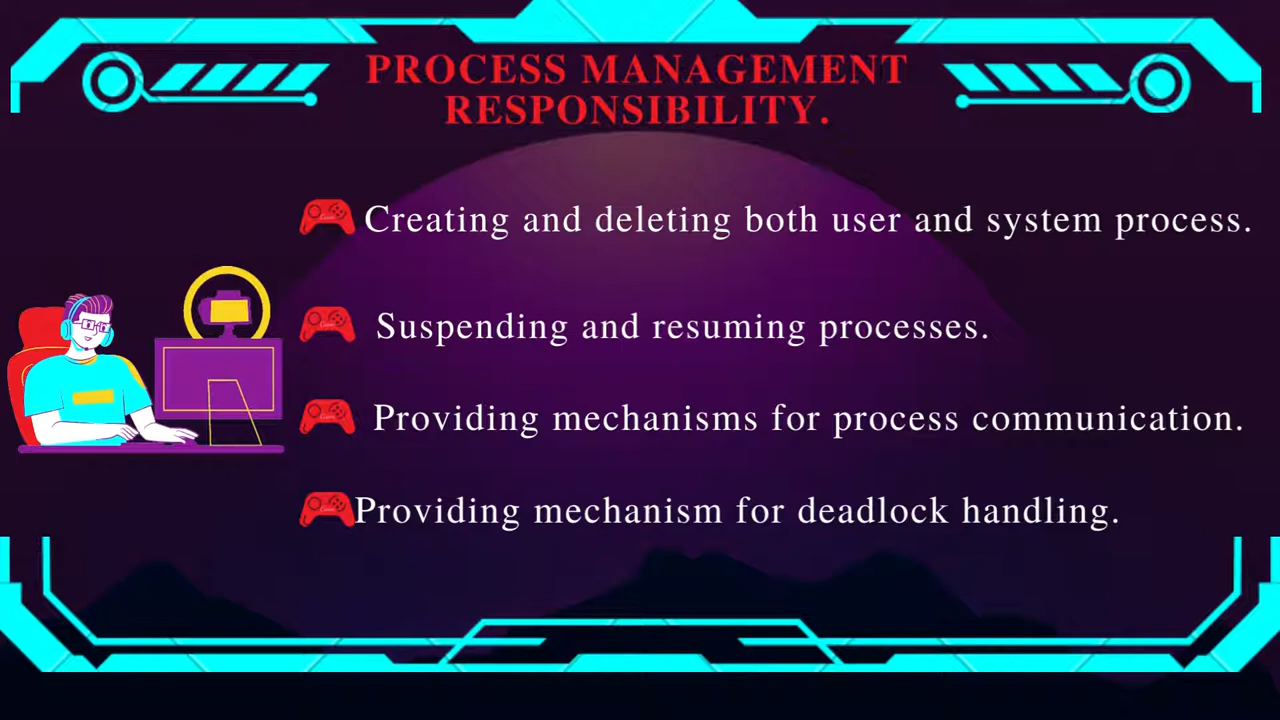 PROCESS MANAGEMENT
RESPONSIBILITY.
Creating and deleting both user and system process.
Suspending and resuming processes.
Providing mechanisms for process communication.
Providing mechanism for deadlock handling.